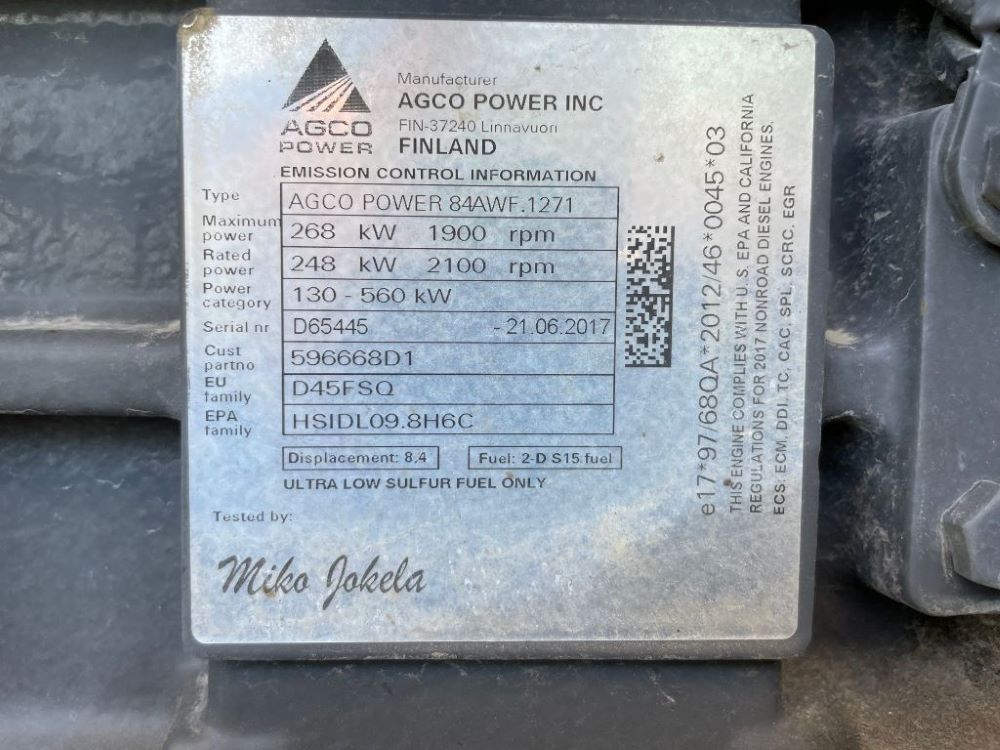 AGCO
POWER
Manufacturer
AGCO POWER INC
FIN-37240 Linnavuori
FINLAND
EMISSION CONTROL INFORMATION
Type AGCO POWER 84AWF.1271
Maximum power 268 kW 1900 rpm
Rated power 248 kW 2100 rpm
Power category 130 - 560 kW
Serial nr D65445 - 21.06.2017
Cust partno 596668D1
EU family D45FSQ
EPA family HSIDL09.8H6C
Displacement: 8,4 Fuel: 2-D S15 fuel
ULTRA LOW SULFUR FUEL ONLY
Tested by:
Miko Jokela
e17*97/68QA*2012/46*0045*03
THIS ENGINE COMPLIES WITH U.S. EPA AND CALIFORNIA
REGULATIONS FOR 2017 NONROAD DIESEL ENGINES.
ECS: ECM, DDI, TC, CAC, SPL, SCRC, EGR